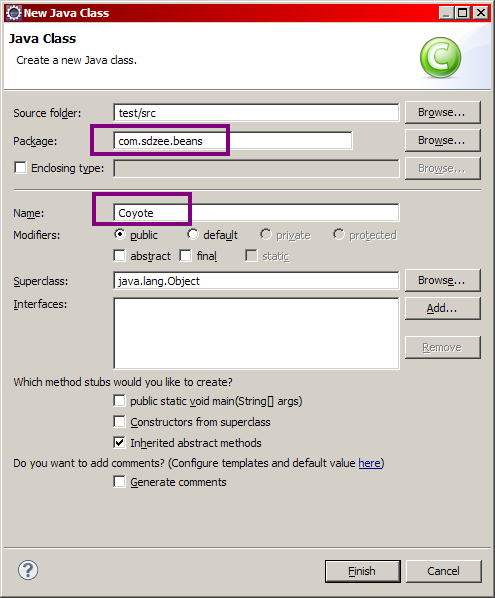 New Java Class
Java Class
Create a new Java class.
C
Source folder: test/src Browse...
Package: com.sdzee.beans Browse...
Enclosing type: Browse...
Name: Coyote
Modifiers: public default private protected
abstract final static
Superclass: java.lang.Object Browse...
Interfaces: Add...
Remove
Which method stubs would you like to create?
public static void main(String[] args)
Constructors from superclass
Inherited abstract methods
Do you want to add comments? (Configure templates and default value here)
Generate comments
? Finish Cancel